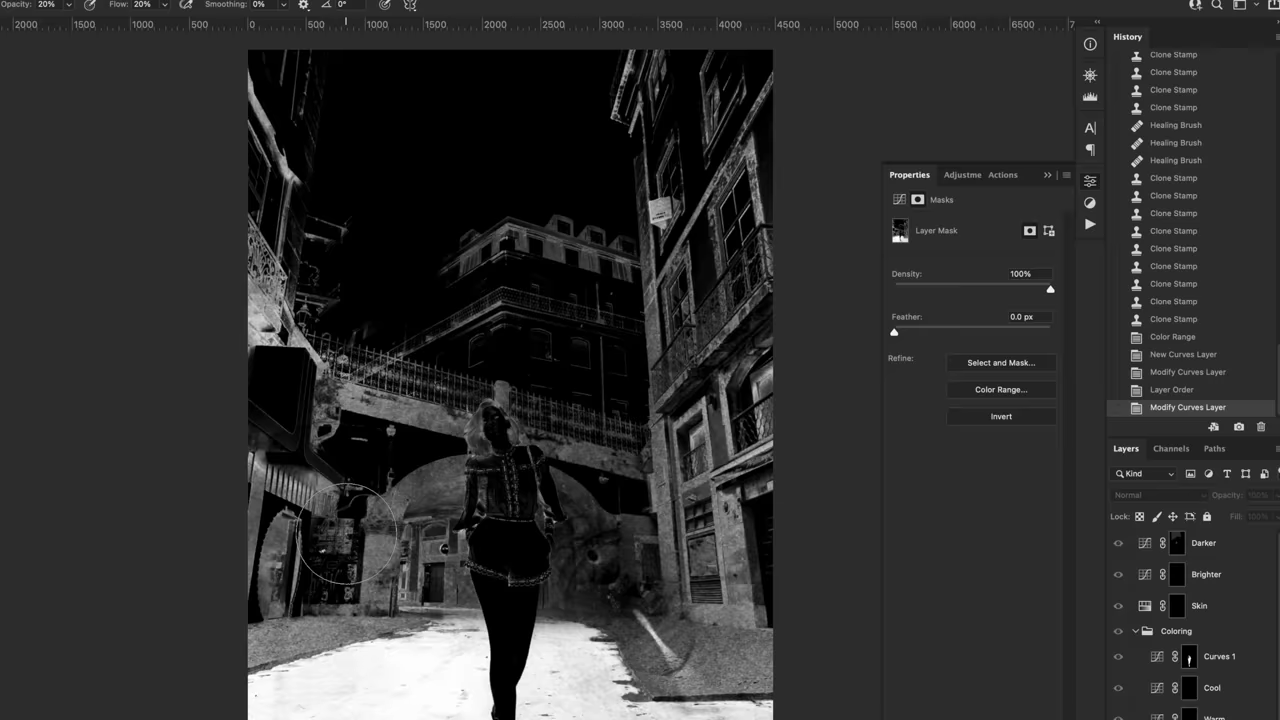 Opacity: 20% Flow: 20% Smoothing: 0% 0°
2000 1500 1000 500 0 500 1000 1500 2000 2500 3000 3500 4000 4500 5000 5500 6000 6500 7
History
Clone Stamp
Clone Stamp
Clone Stamp
Clone Stamp
Healing Brush
Healing Brush
Healing Brush
Clone Stamp
Clone Stamp
Clone Stamp
Clone Stamp
Clone Stamp
Clone Stamp
Clone Stamp
Clone Stamp
Clone Stamp
Color Range
New Curves Layer
Modify Curves Layer
Layer Order
Modify Curves Layer
Properties Adjustme Actions
Masks
Layer Mask
Density: 100%
Feather: 0.0 px
Refine: Select and Mask...
Color Range...
Invert
Layers Channels Paths
Kind
Normal Opacity: 100%
Lock: Fill: 100%
Darker
Brighter
Skin
Coloring
Curves 1
Cool
Warm